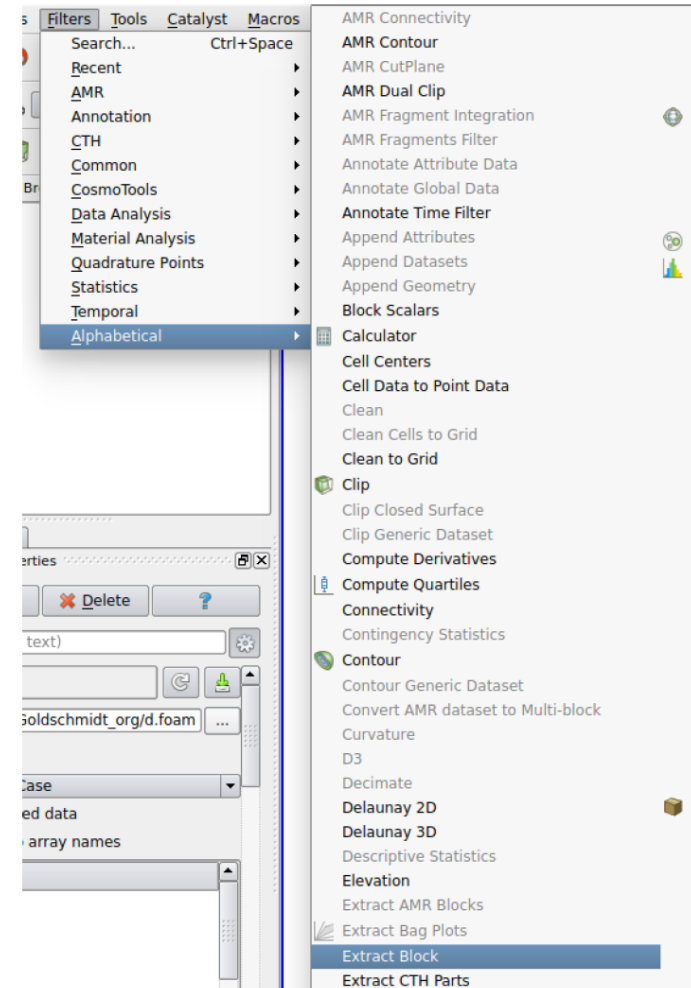 s Filters Tools Catalyst Macros
Search... Ctrl+Space
Recent
AMR
Annotation
CTH
Common
CosmoTools
Data Analysis
Material Analysis
Quadrature Points
Statistics
Temporal
Alphabetical
Br
AMR Connectivity
AMR Contour
AMR CutPlane
AMR Dual Clip
AMR Fragment Integration
AMR Fragments Filter
Annotate Attribute Data
Annotate Global Data
Annotate Time Filter
Append Attributes
Append Datasets
Append Geometry
Block Scalars
Calculator
Cell Centers
Cell Data to Point Data
Clean
Clean Cells to Grid
Clean to Grid
Clip
Clip Closed Surface
Clip Generic Dataset
Compute Derivatives
Compute Quartiles
Connectivity
Contingency Statistics
Contour
Contour Generic Dataset
Convert AMR dataset to Multi-block
Curvature
D3
Decimate
Delaunay 2D
Delaunay 3D
Descriptive Statistics
Elevation
Extract AMR Blocks
Extract Bag Plots
Extract Block
Extract CTH Parts
erties
Delete ?
text)
Goldschmidt_org/d.foam ...
Case
ed data
array names